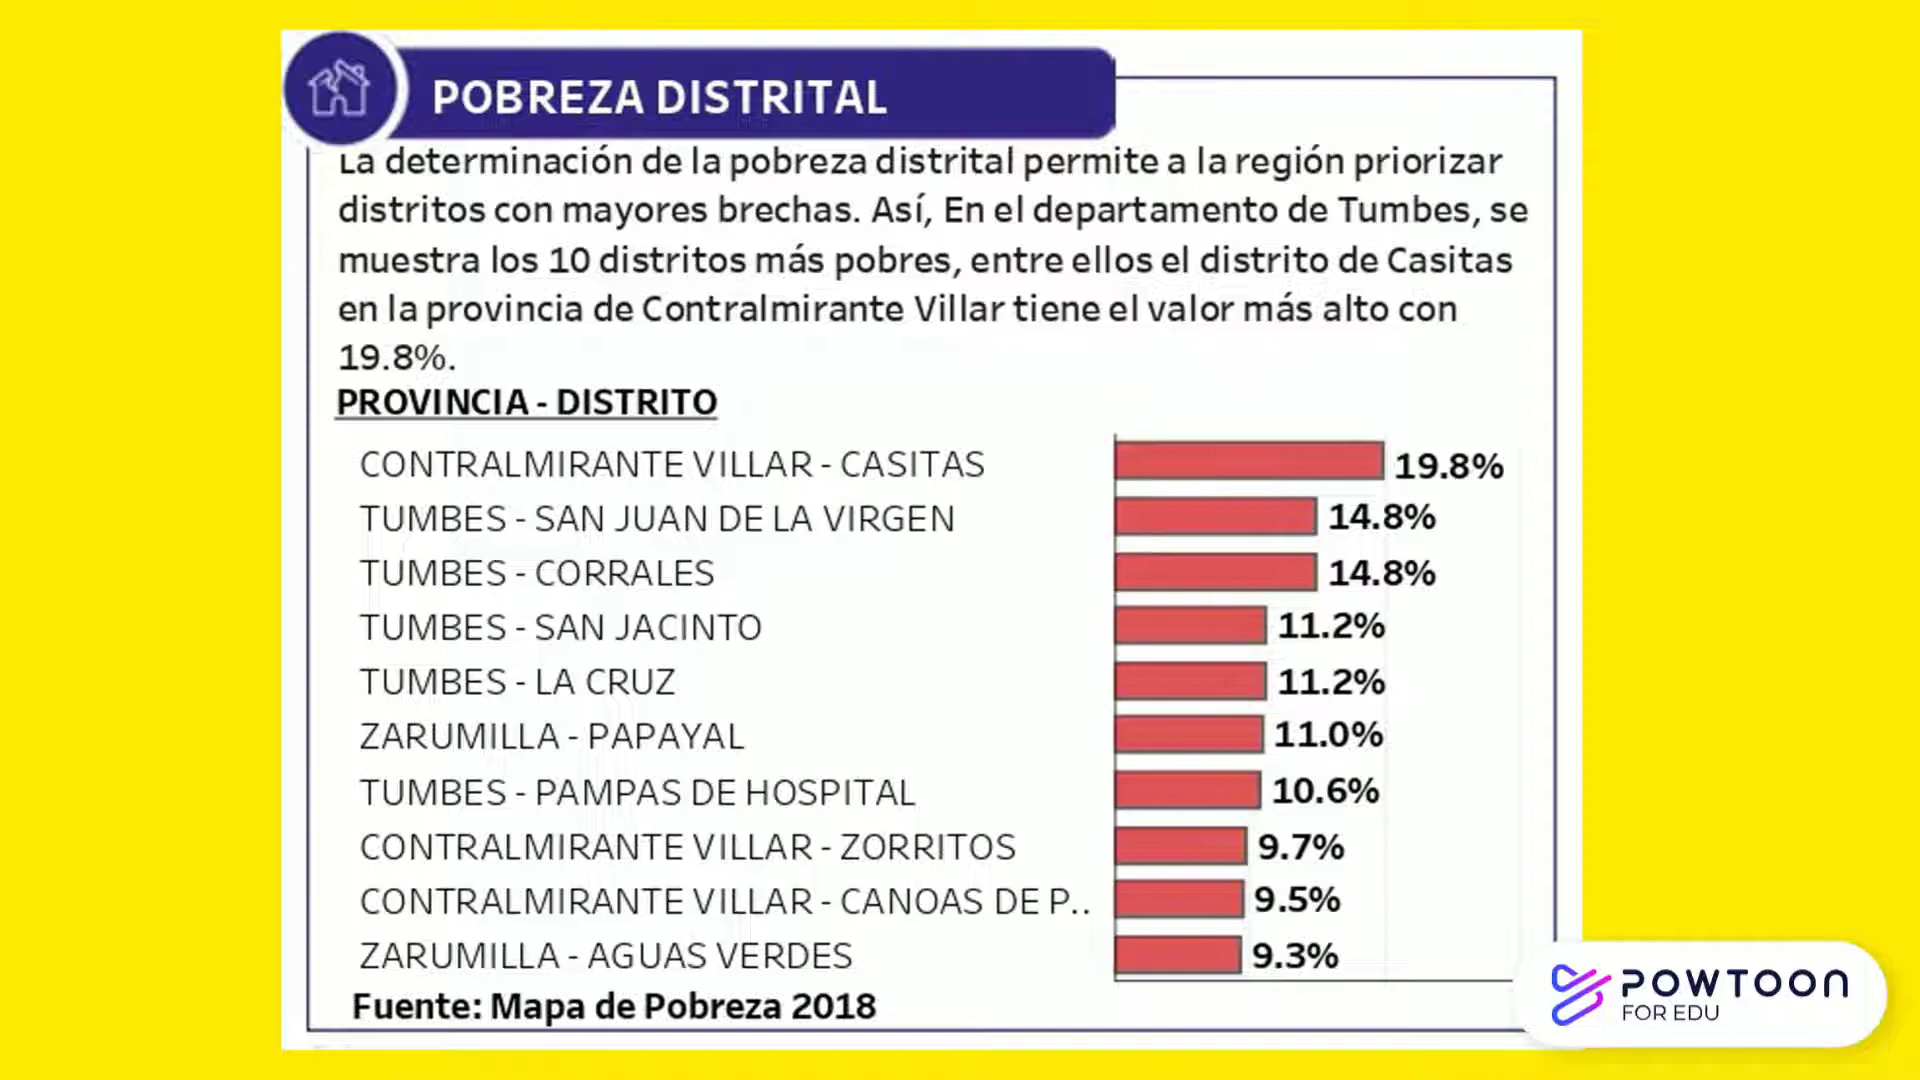 POBREZA DISTRITAL
La determinación de la pobreza distrital permite a la región priorizar
distritos con mayores brechas. Así, En el departamento de Tumbes, se
muestra los 10 distritos más pobres, entre ellos el distrito de Casitas
en la provincia de Contralmirante Villar tiene el valor más alto con
19.8%.
PROVINCIA - DISTRITO
CONTRALMIRANTE VILLAR - CASITAS 19.8%
TUMBES - SAN JUAN DE LA VIRGEN 14.8%
TUMBES - CORRALES 14.8%
TUMBES - SAN JACINTO 11.2%
TUMBES - LA CRUZ 11.2%
ZARUMILLA - PAPAYAL 11.0%
TUMBES - PAMPAS DE HOSPITAL 10.6%
CONTRALMIRANTE VILLAR - ZORRITOS 9.7%
CONTRALMIRANTE VILLAR - CANOAS DE P.. 9.5%
ZARUMILLA - AGUAS VERDES 9.3%
Fuente: Mapa de Pobreza 2018
POWTOON
FOR EDU